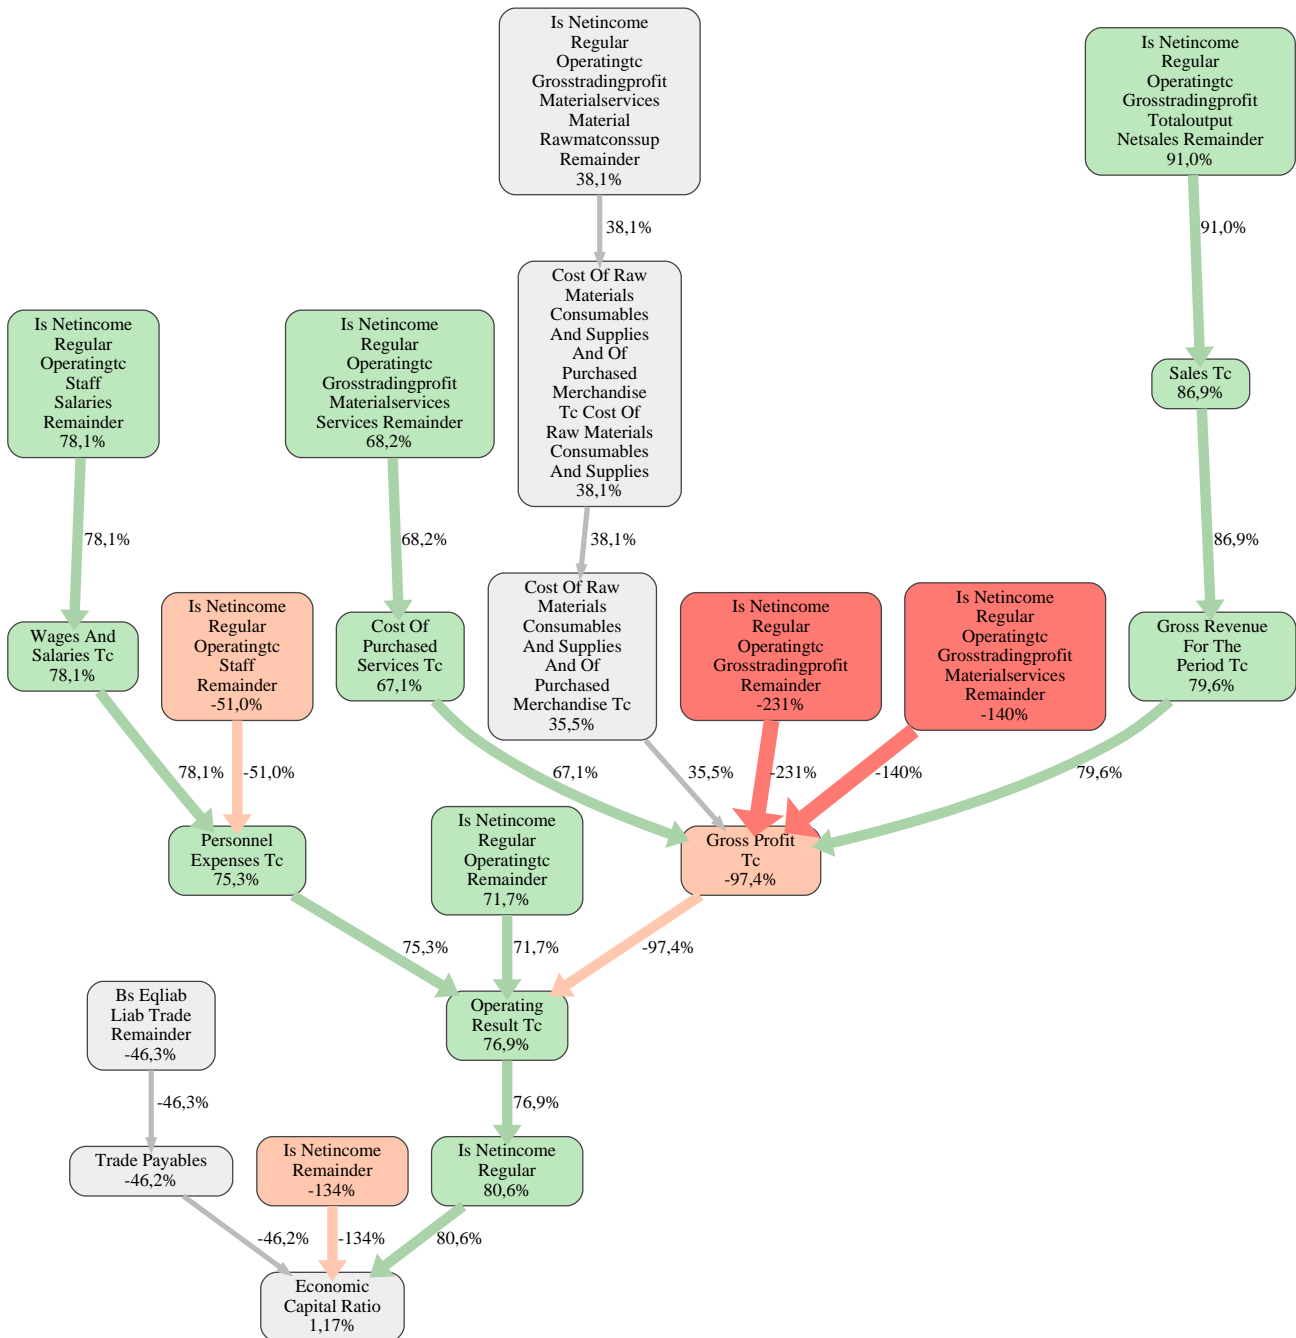 Is Netincome
Regular
Operatingtc
Grosstradingprofit
Materialservices
Material
Rawmatconssup
Remainder
38,1%
Is Netincome
Regular
Operatingtc
Grosstradingprofit
Totaloutput
Netsales Remainder
91,0%
38,1%
91,0%
Cost Of Raw
Materials
Consumables
And Supplies
And Of
Purchased
Merchandise
Tc Cost Of
Raw Materials
Consumables
And Supplies
38,1%
Is Netincome
Regular
Operatingtc
Staff
Salaries
Remainder
78,1%
Is Netincome
Regular
Operatingtc
Grosstradingprofit
Materialservices
Services Remainder
68,2%
Sales Tc
86,9%
78,1%
68,2%
38,1%
86,9%
Wages And
Salaries Tc
78,1%
Is Netincome
Regular
Operatingtc
Staff
Remainder
-51,0%
Cost Of
Purchased
Services Tc
67,1%
Cost Of Raw
Materials
Consumables
And Supplies
And Of
Purchased
Merchandise Tc
35,5%
Is Netincome
Regular
Operatingtc
Grosstradingprofit
Remainder
-231%
Is Netincome
Regular
Operatingtc
Grosstradingprofit
Materialservices
Remainder
-140%
Gross Revenue
For The
Period Tc
79,6%
78,1%
-51,0%
67,1%
35,5%
-231%
-140%
79,6%
Personnel
Expenses Tc
75,3%
Is Netincome
Regular
Operatingtc
Remainder
71,7%
Gross Profit
Tc
-97,4%
75,3%
71,7%
-97,4%
Bs Eqliab
Liab Trade
Remainder
-46,3%
Operating
Result Tc
76,9%
-46,3%
76,9%
Trade Payables
-46,2%
Is Netincome
Remainder
-134%
Is Netincome
Regular
80,6%
-46,2%
-134%
80,6%
Economic
Capital Ratio
1,17%